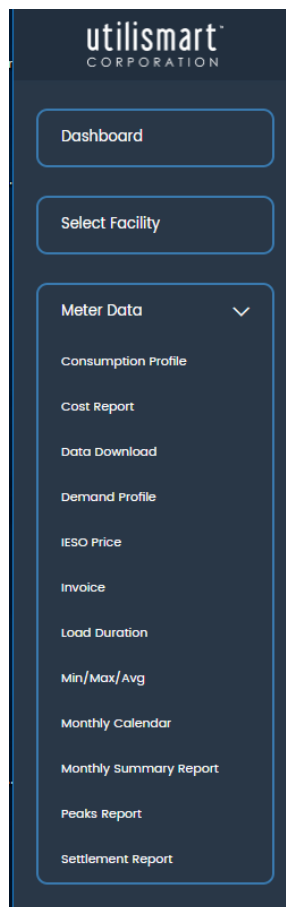 utilismart™
CORPORATION
Dashboard
Select Facility
Meter Data
Consumption Profile
Cost Report
Data Download
Demand Profile
IESO Price
Invoice
Load Duration
Min/Max/Avg
Monthly Calendar
Monthly Summary Report
Peaks Report
Settlement Report